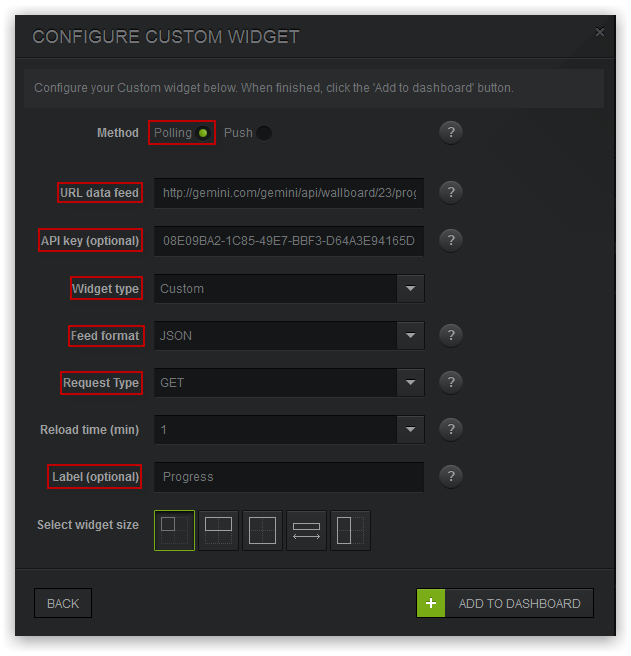 CONFIGURE CUSTOM WIDGET
Configure your Custom widget below. When finished, click the 'Add to dashboard' button.
Method Polling Push ?
URL data feed http://gemini.com/gemini/api/wallboard/23/prog ?
API key (optional) 08E09BA2-1C85-49E7-BBF3-D64A3E94165D ?
Widget type Custom
Feed format JSON ?
Request Type GET ?
Reload time (min) 1 ?
Label (optional) Progress ?
Select widget size
BACK + ADD TO DASHBOARD